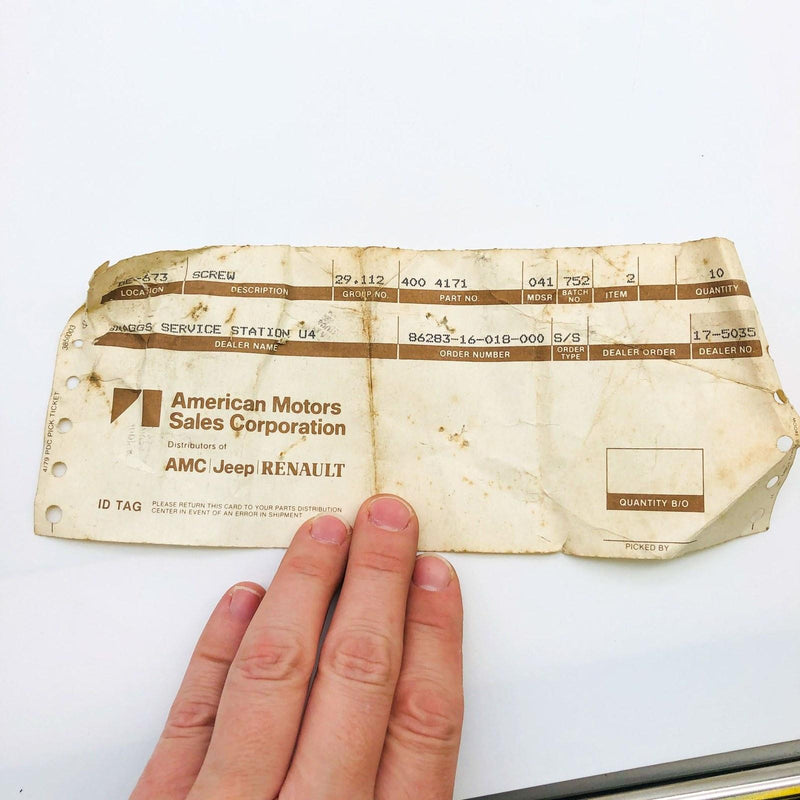 -673 SCREW 29.112 400 4171 041 752 2 10
LOCATION DESCRIPTION GROUP NO. PART NO. MDSR BATCH NO. ITEM QUANTITY
SERVICE STATION U4 86283-16-018-000 S/S 17-5035
DEALER NAME ORDER NUMBER ORDER TYPE DEALER ORDER DEALER NO.
American Motors
Sales Corporation
Distributors of
AMC Jeep RENAULT
ID TAG PLEASE RETURN THIS CARD TO YOUR PARTS DISTRIBUTION
CENTER IN EVENT OF AN ERROR IN SHIPMENT
QUANTITY B/O
PICKED BY
4179 PDC PICK TICKET